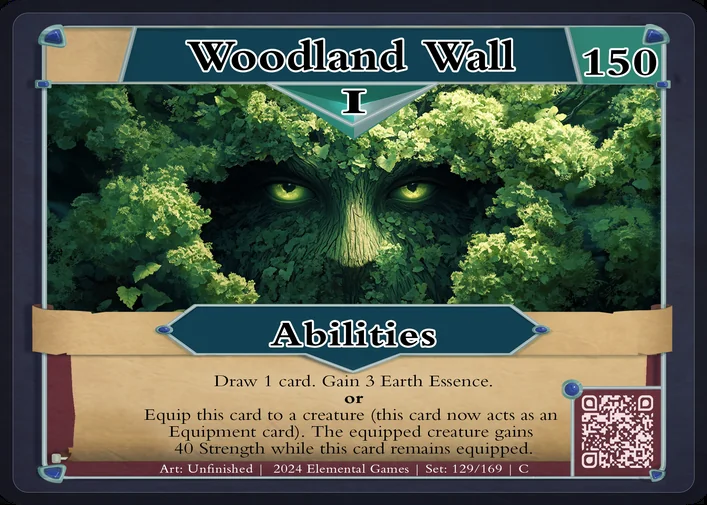 Woodland Wall
150
I
Abilities
Draw 1 card. Gain 3 Earth Essence.
or
Equip this card to a creature (this card now acts as an
Equipment card). The equipped creature gains
40 Strength while this card remains equipped.
Art: Unfinished | 2024 Elemental Games | Set: 129/169 | C